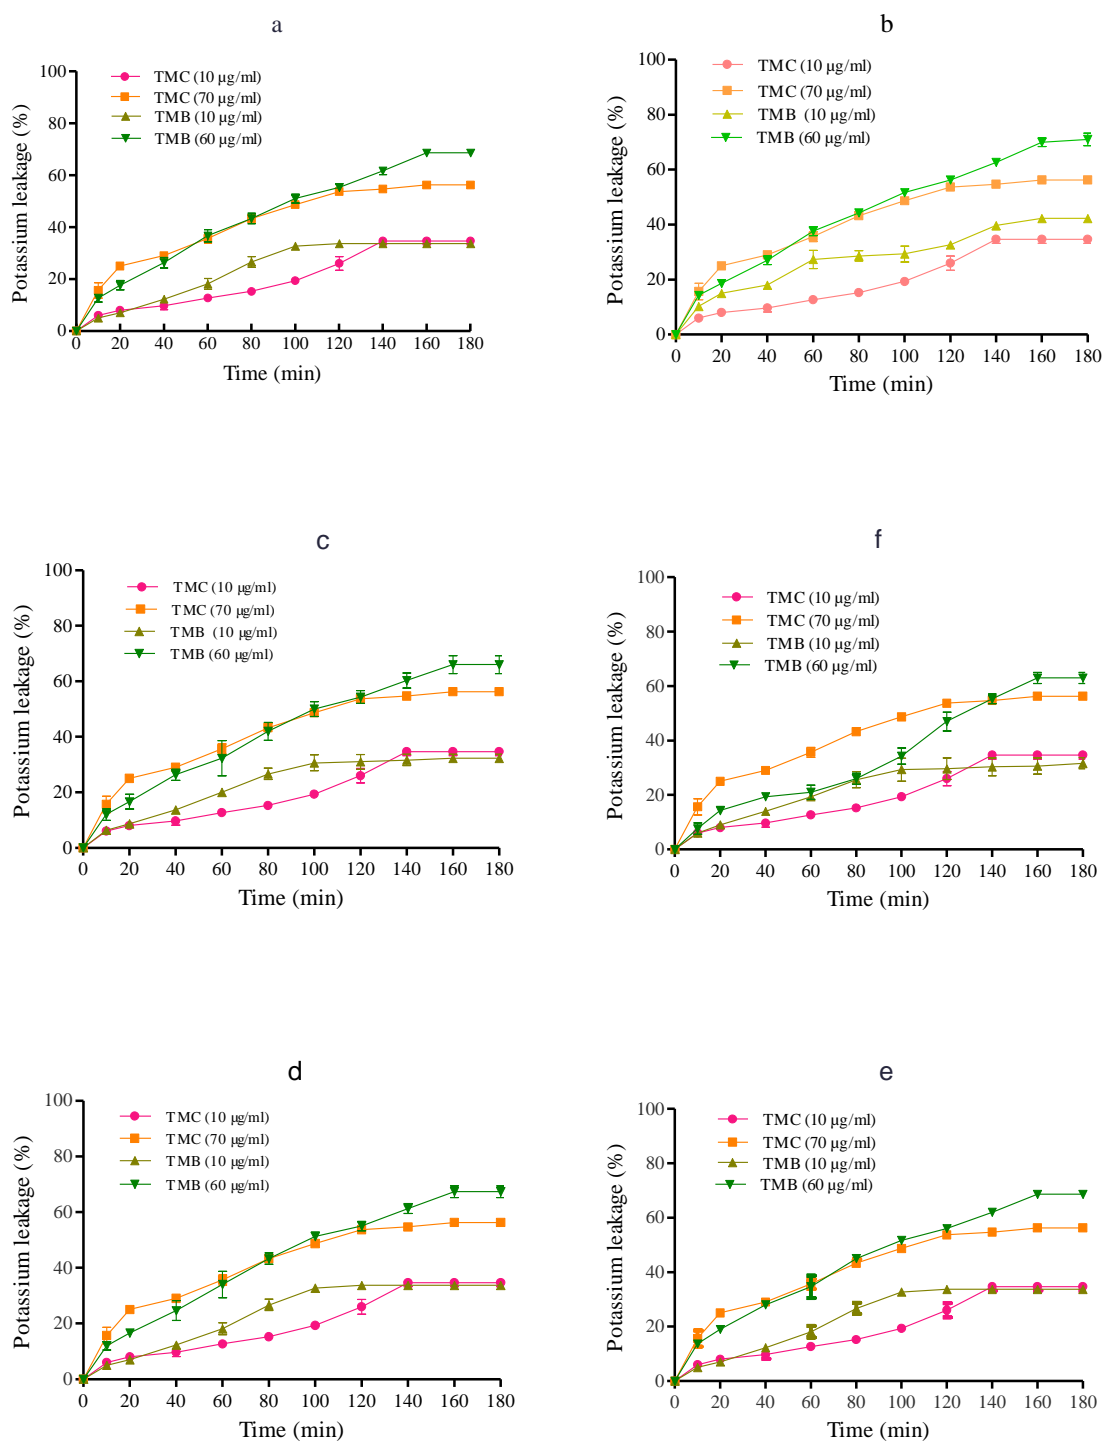 a
Potassium leakage (%)
100
80
60
40
20
0
TMC (10 µg/ml)
TMC (70 µg/ml)
TMB (10 µg/ml)
TMB (60 µg/ml)
0 20 40 60 80 100 120 140 160 180
Time (min)
b
Potassium leakage (%)
100
80
60
40
20
0
TMC (10 µg/ml)
TMC (70 µg/ml)
TMB (10 µg/ml)
TMB (60 µg/ml)
0 20 40 60 80 100 120 140 160 180
Time (min)
c
Potassium leakage (%)
100
80
60
40
20
0
TMC (10 µg/ml)
TMC (70 µg/ml)
TMB (10 µg/ml)
TMB (60 µg/ml)
0 20 40 60 80 100 120 140 160 180
Time (min)
f
Potassium leakage (%)
100
80
60
40
20
0
TMC (10 µg/ml)
TMC (70 µg/ml)
TMB (10 µg/ml)
TMB (60 µg/ml)
0 20 40 60 80 100 120 140 160 180
Time (min)
d
Potassium leakage (%)
100
80
60
40
20
0
TMC (10 µg/ml)
TMC (70 µg/ml)
TMB (10 µg/ml)
TMB (60 µg/ml)
0 20 40 60 80 100 120 140 160 180
Time (min)
e
Potassium leakage (%)
100
80
60
40
20
0
TMC (10 µg/ml)
TMC (70 µg/ml)
TMB (10 µg/ml)
TMB (60 µg/ml)
0 20 40 60 80 100 120 140 160 180
Time (min)